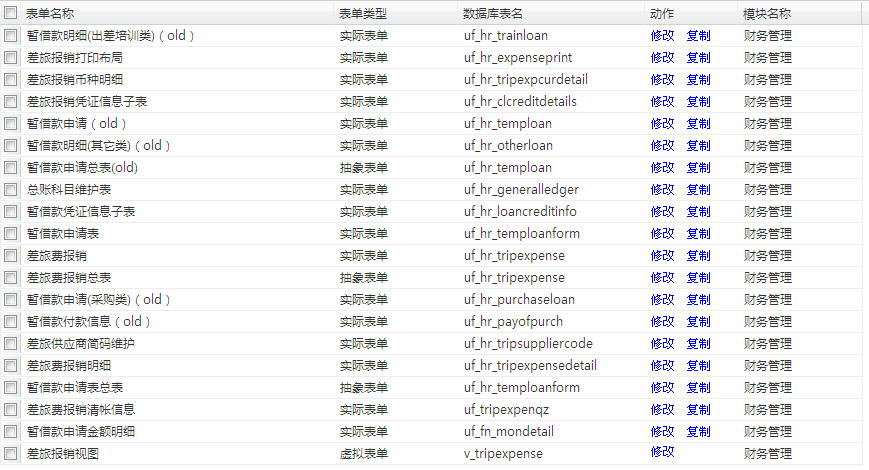 表单名称 表单类型 数据库表名 动作 模块名称
暂借款明细(出差培训类)（old） 实际表单 uf_hr_trainloan 修改 复制 财务管理
差旅报销打印布局 实际表单 uf_hr_expenseprint 修改 复制 财务管理
差旅报销币种明细 实际表单 uf_hr_tripexpcurdetail 修改 复制 财务管理
差旅报销凭证信息子表 实际表单 uf_hr_clcreditdetails 修改 复制 财务管理
暂借款申请（old） 实际表单 uf_hr_temploan 修改 复制 财务管理
暂借款明细(其它类)（old） 实际表单 uf_hr_otherloan 修改 复制 财务管理
暂借款申请总表(old) 抽象表单 uf_hr_temploan 修改 复制 财务管理
总账科目维护表 实际表单 uf_hr_generalledger 修改 复制 财务管理
暂借款凭证信息子表 实际表单 uf_hr_loancreditinfo 修改 复制 财务管理
暂借款申请表 实际表单 uf_hr_temploanform 修改 复制 财务管理
差旅费报销 实际表单 uf_hr_tripexpense 修改 复制 财务管理
差旅费报销总表 抽象表单 uf_hr_tripexpense 修改 复制 财务管理
暂借款申请(采购类)（old） 实际表单 uf_hr_purchaseloan 修改 复制 财务管理
暂借款付款信息（old） 实际表单 uf_hr_payofpurch 修改 复制 财务管理
差旅供应商简码维护 实际表单 uf_hr_tripsuppliercode 修改 复制 财务管理
差旅费报销明细 实际表单 uf_hr_tripexpensedetail 修改 复制 财务管理
暂借款申请表总表 抽象表单 uf_hr_temploanform 修改 复制 财务管理
差旅费报销清帐信息 实际表单 uf_tripexpenqz 修改 复制 财务管理
暂借款申请金额明细 实际表单 uf_fn_mondetail 修改 复制 财务管理
差旅报销视图 虚拟表单 v_tripexpense 修改 财务管理